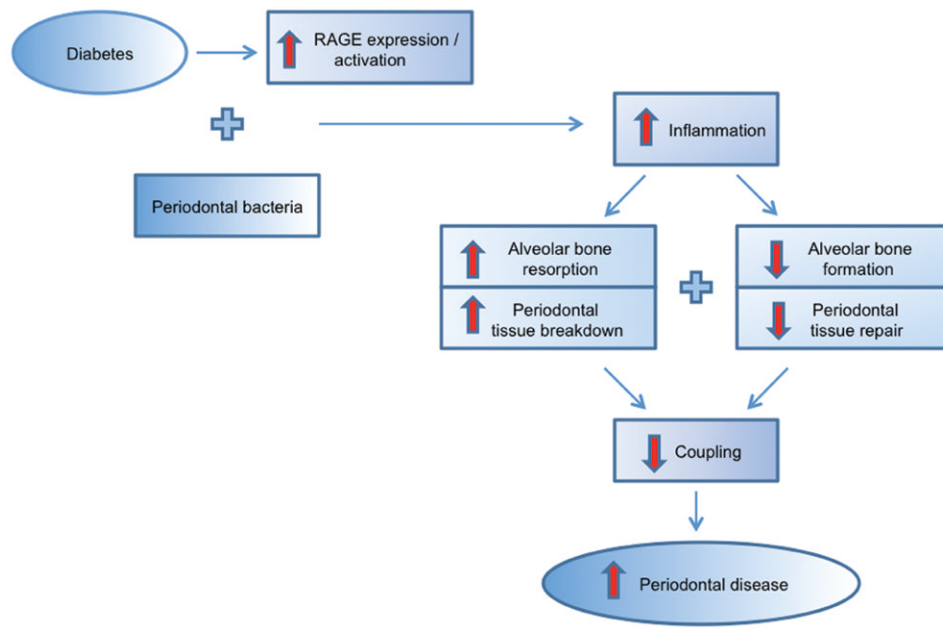 Diabetes
RAGE expression /
activation
Inflammation
Periodontal bacteria
Alveolar bone
resorption
Alveolar bone
formation
Periodontal
tissue breakdown
Periodontal
tissue repair
Coupling
Periodontal disease